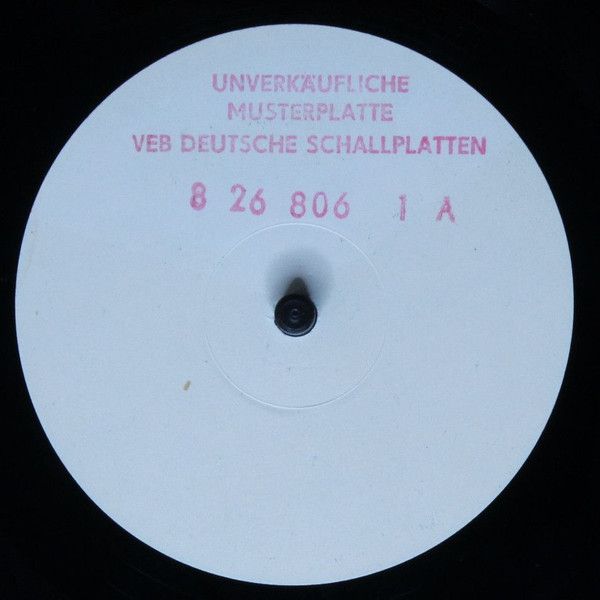 UNVERKÄUFLICHE
MUSTERPLATTE
VEB DEUTSCHE SCHALLPLATTEN
8 26 806 1 A